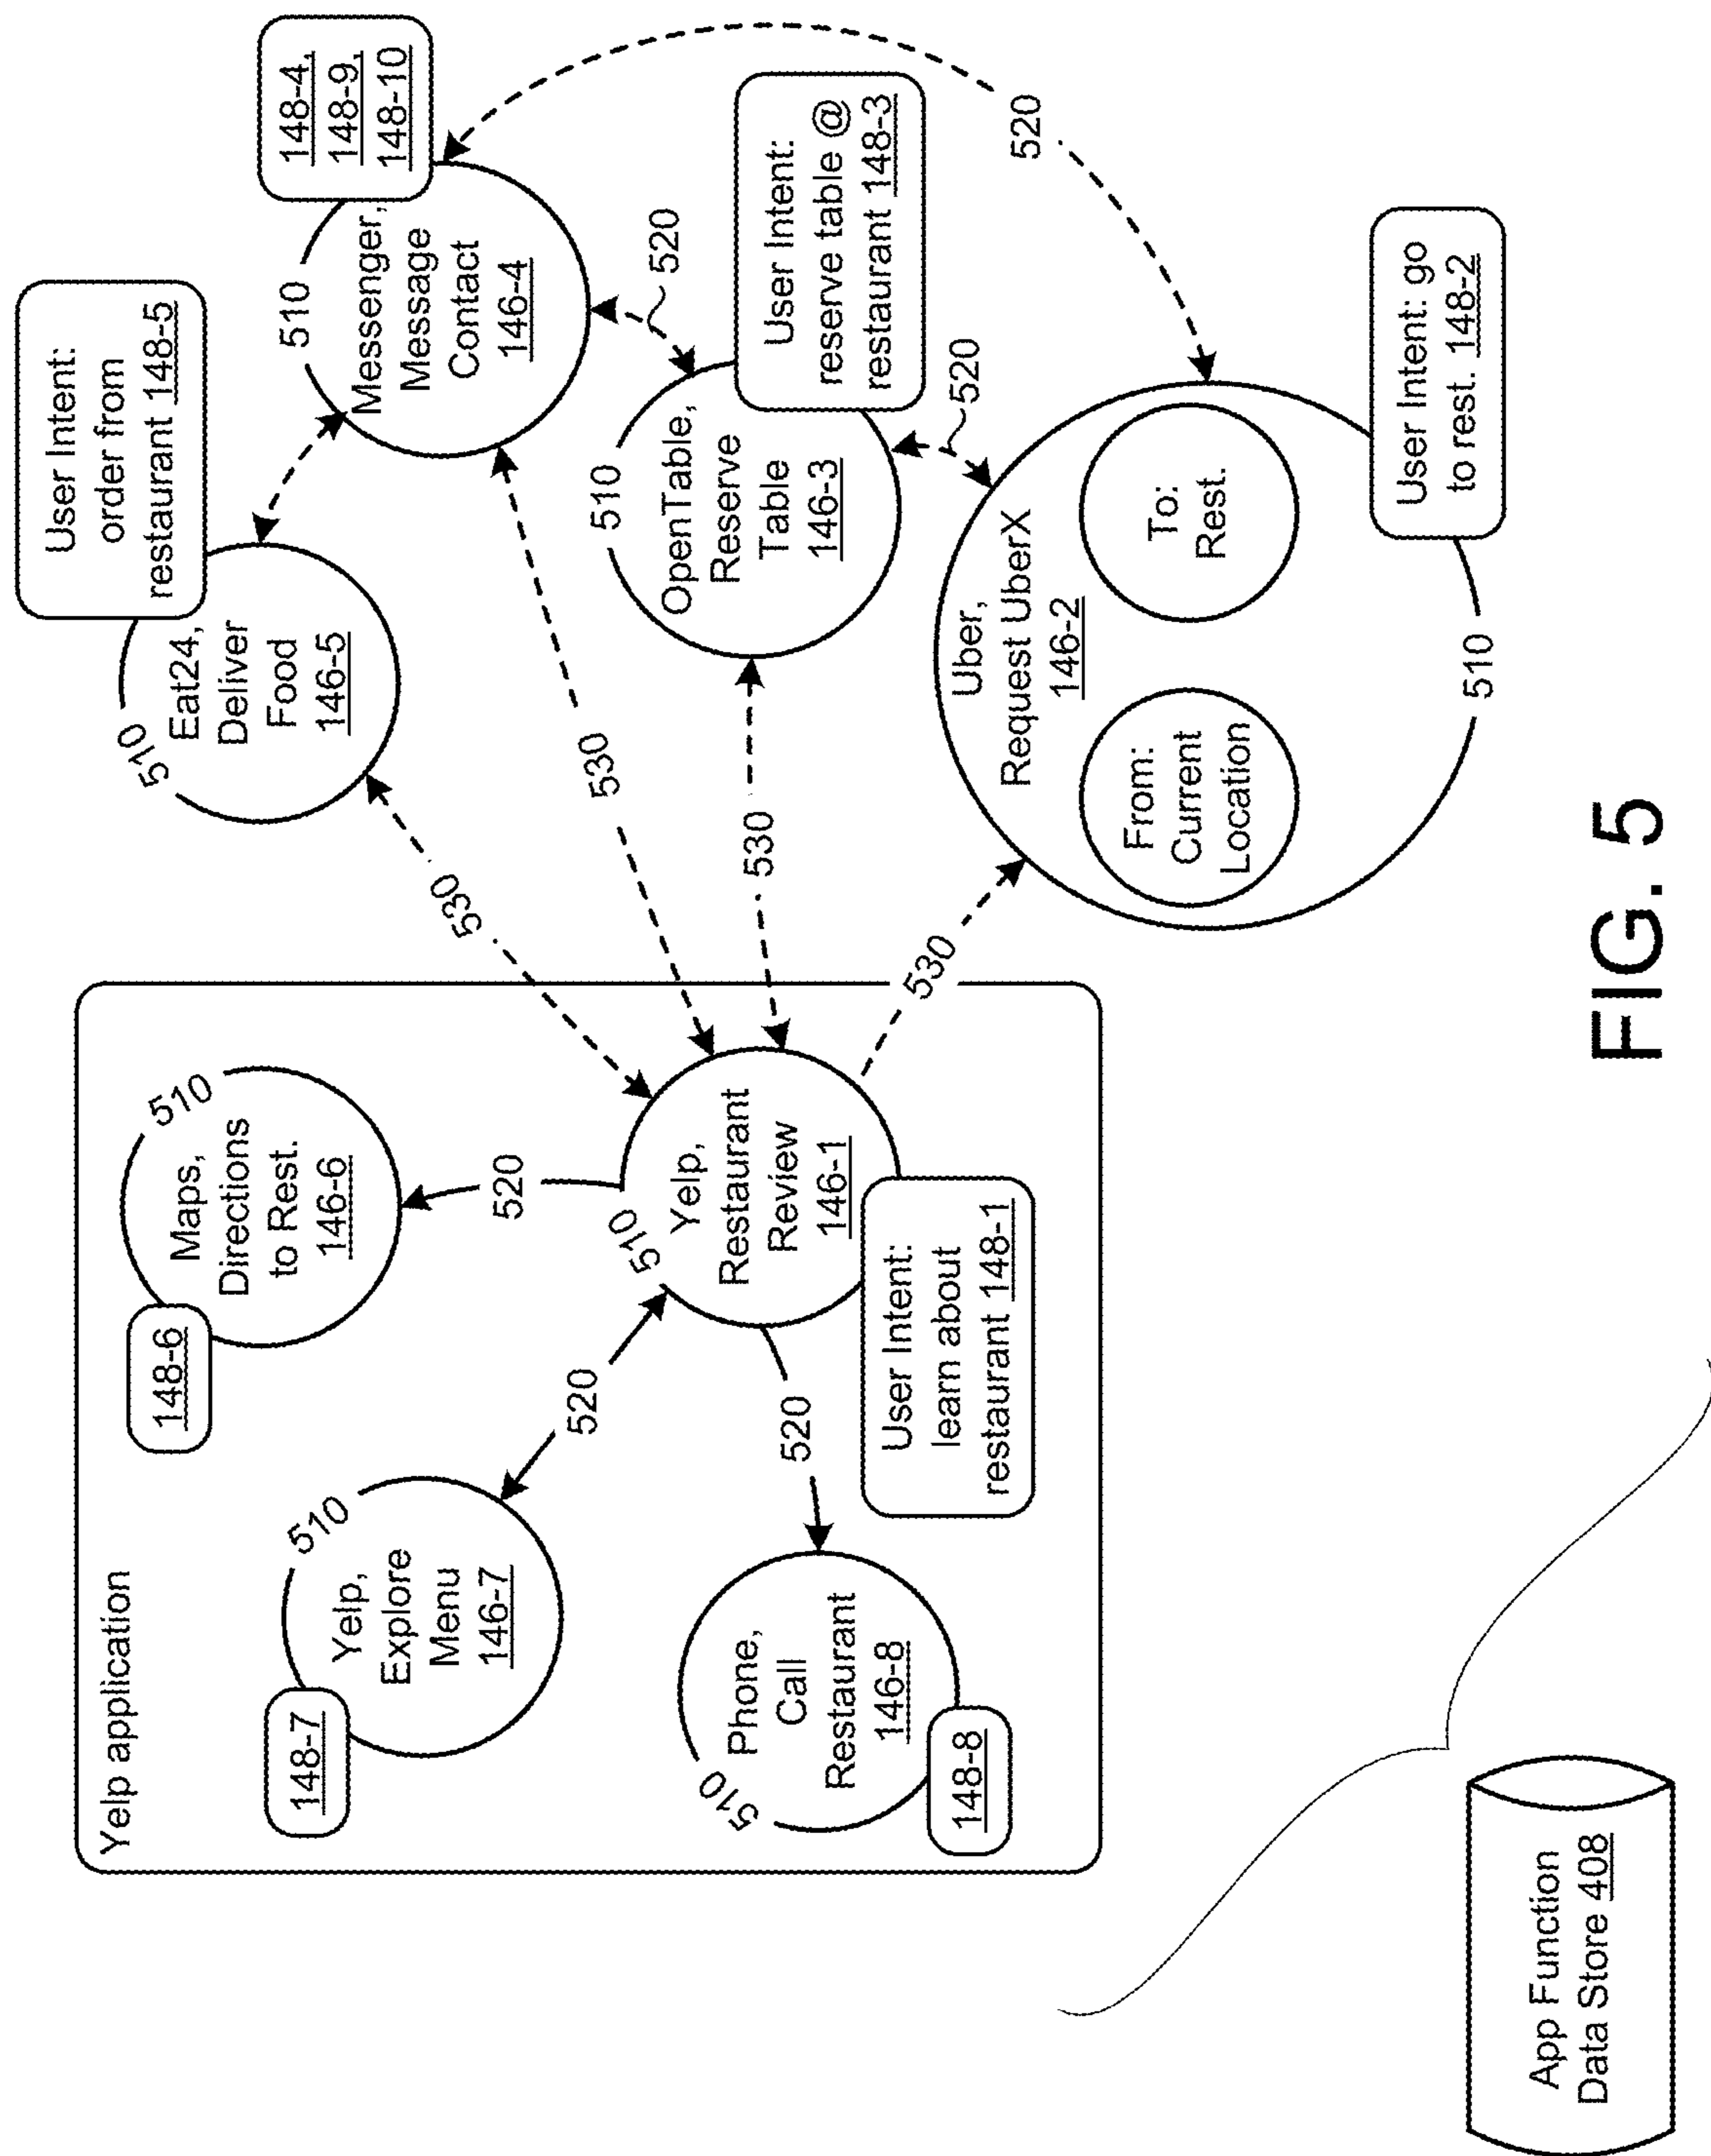 Yelp application
148-7
510
Yelp,
Explore
Menu
146-7
148-6
510
Maps,
Directions
to Rest.
146-6
520
520
510
Phone,
Call
Restaurant
146-8
148-8
520
510
Yelp,
Restaurant
Review
146-1
User Intent:
learn about
restaurant 148-1
530
530
530
530
510
Eat24,
Deliver
Food
146-5
User Intent:
order from
restaurant 148-5
510
Messenger,
Message
Contact
146-4
148-4,
148-9,
148-10
520
510
OpenTable,
Reserve
Table
146-3
User Intent:
reserve table @
restaurant 148-3
520
520
Uber,
Request UberX
146-2
From:
Current
Location
To:
Rest.
510
User Intent: go
to rest. 148-2
App Function
Data Store 408
FIG. 5